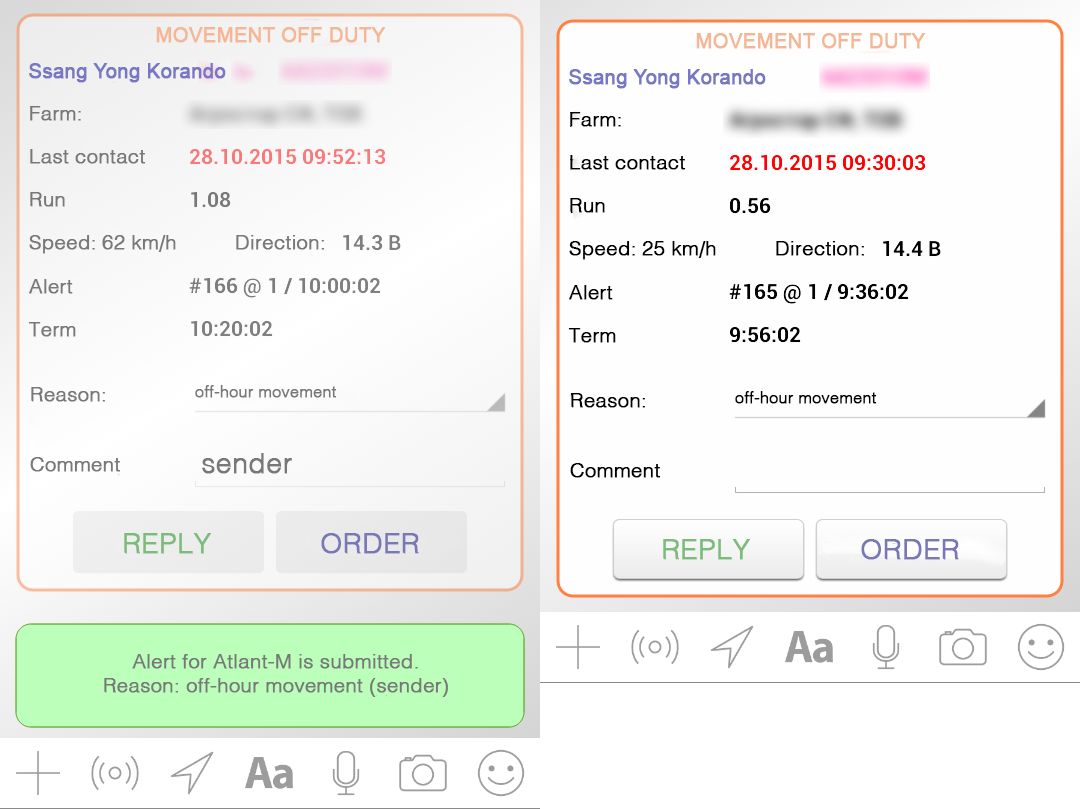 MOVEMENT OFF DUTY
Ssang Yong Korando
Farm:
Last contact 28.10.2015 09:52:13
Run 1.08
Speed: 62 km/h Direction: 14.3 B
Alert #166 @ 1 / 10:00:02
Term 10:20:02
Reason: off-hour movement
Comment sender
REPLY ORDER
Alert for Atlant-M is submitted.
Reason: off-hour movement (sender)
Aa
MOVEMENT OFF DUTY
Ssang Yong Korando
Farm:
Last contact 28.10.2015 09:30:03
Run 0.56
Speed: 25 km/h Direction: 14.4 B
Alert #165 @ 1 / 9:36:02
Term 9:56:02
Reason: off-hour movement
Comment
REPLY ORDER
Aa